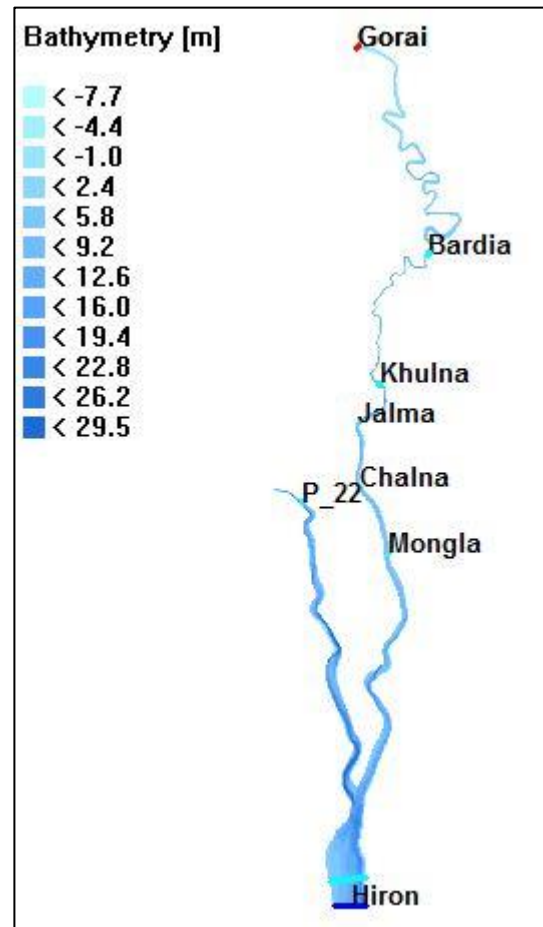 Bathymetry [m]
< -7.7
< -4.4
< -1.0
< 2.4
< 5.8
< 9.2
< 12.6
< 16.0
< 19.4
< 22.8
< 26.2
< 29.5
Gorai
Bardia
Khulna
Jalma
Chalna
P_22
Mongla
Hiron